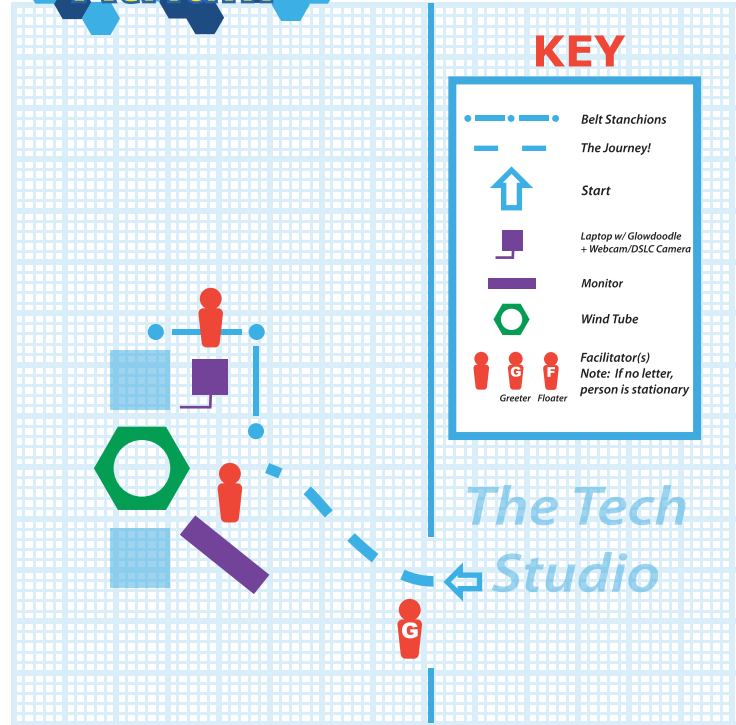 KEY
Belt Stanchions
The Journey!
Start
Laptop w/ Glowdoodle
+ Webcam/DSLC Camera
Monitor
Wind Tube
Facilitator(s)
Note: If no letter,
person is stationary
G
F
Greeter
Floater
The Tech
Studio
G